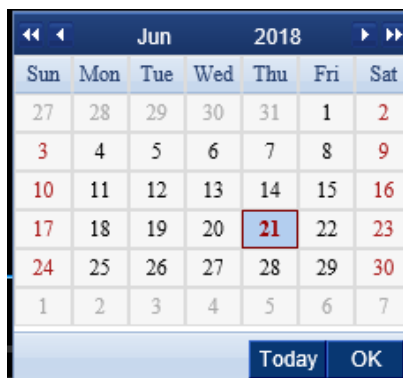 Jun 2018
Sun Mon Tue Wed Thu Fri Sat
27 28 29 30 31 1 2
3 4 5 6 7 8 9
10 11 12 13 14 15 16
17 18 19 20 21 22 23
24 25 26 27 28 29 30
1 2 3 4 5 6 7
Today OK